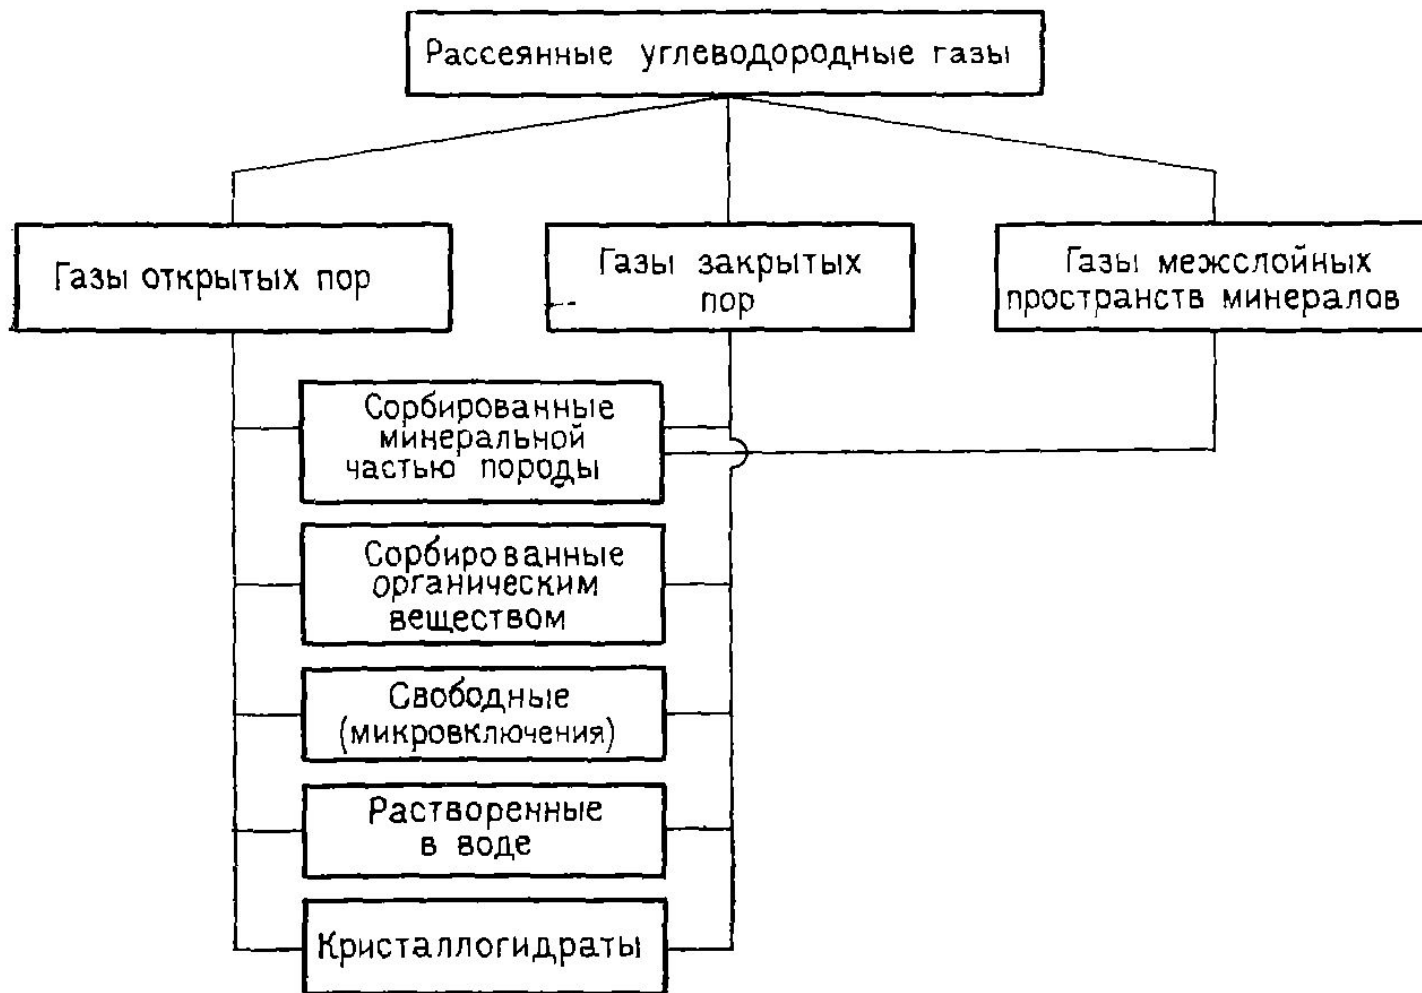 Рассеянные углеводородные газы
Газы открытых пор
Газы закрытых
пор
Газы межслойных
пространств минералов
Сорбированные
минеральной
частью породы
Сорбированные
органическим
веществом
Свободные
(микровключения)
Растворенные
в воде
Кристаллогидраты